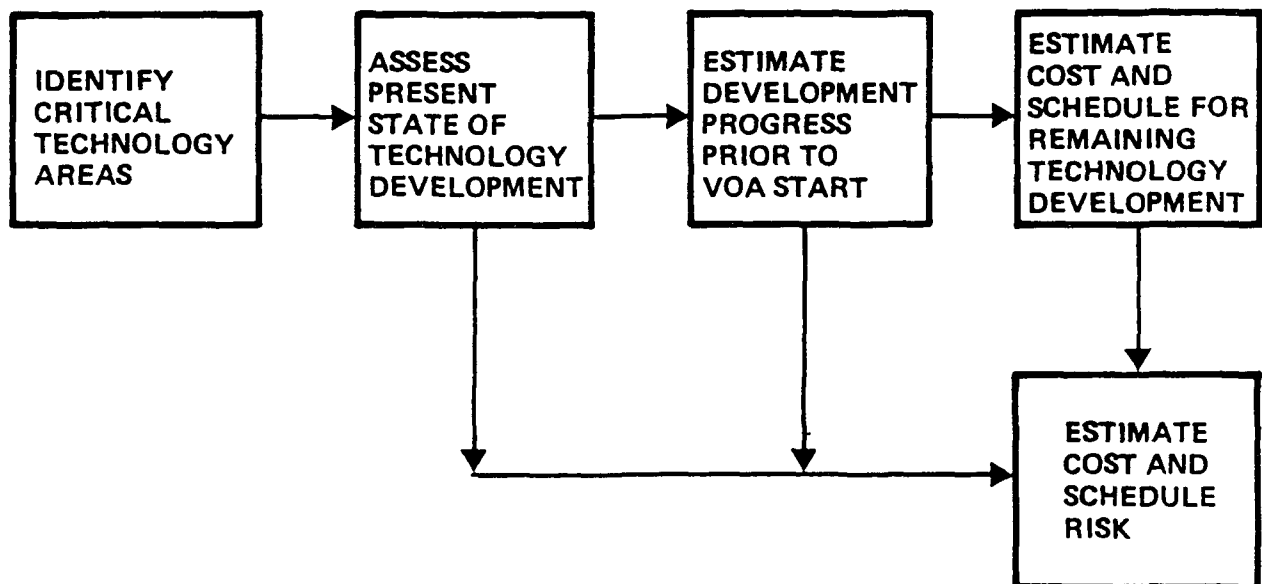 IDENTIFY
CRITICAL
TECHNOLOGY
AREAS
ASSESS
PRESENT
STATE OF
TECHNOLOGY
DEVELOPMENT
ESTIMATE
DEVELOPMENT
PROGRESS
PRIOR TO
VOA START
ESTIMATE
COST AND
SCHEDULE FOR
REMAINING
TECHNOLOGY
DEVELOPMENT
ESTIMATE
COST AND
SCHEDULE
RISK